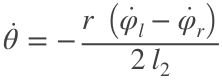 θ̇ = − r (φ̇_l − φ̇_r) / 2 l_2